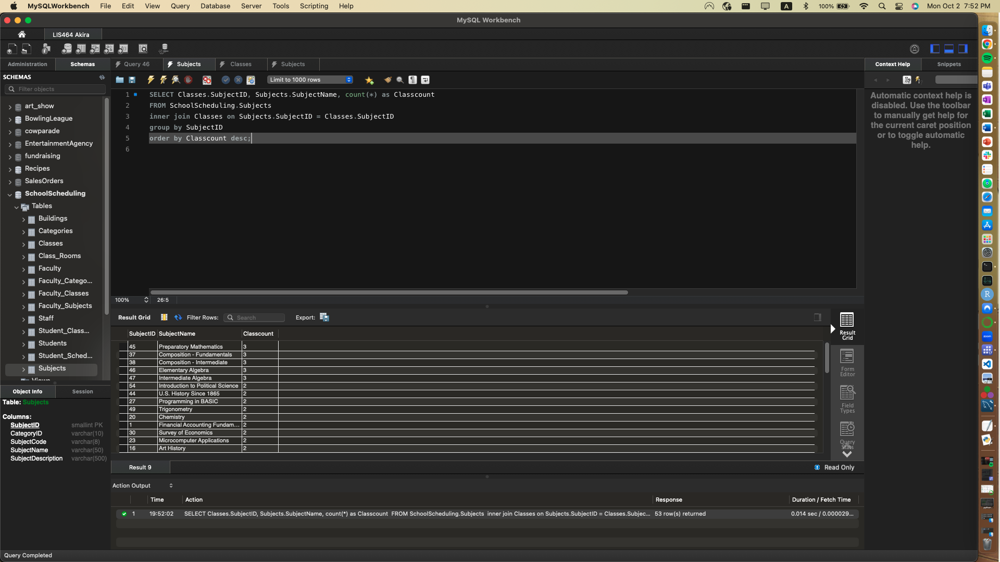 MySQLWorkbench File Edit View Query Database Server Tools Scripting Help
A 100% Mon Oct 2 7:52 PM
MySQL Workbench
LIS464 Akira
Administration Schemas Query 46 Subjects Classes Subjects Context Help Snippets
SCHEMAS
Limit to 1000 rows
Filter objects
Automatic context help is
disabled. Use the toolbar
to manually get help for
the current caret position
or to toggle automatic
help.
1 SELECT Classes.SubjectID, Subjects.SubjectName, count(*) as Classcount
2 FROM SchoolScheduling.Subjects
3 inner join Classes on Subjects.SubjectID = Classes.SubjectID
4 group by SubjectID
5 order by Classcount desc;
6
art_show
BowlingLeague
cowparade
EntertainmentAgency
fundraising
Recipes
SalesOrders
SchoolScheduling
Tables
Buildings
Categories
Classes
Class_Rooms
Faculty
Faculty_Catego...
Faculty_Classes
Faculty_Subjects
Staff
Student_Class...
Students
Student_Sched...
Subjects
Views
100% 26:5
Result Grid Filter Rows: Search Export:
SubjectID SubjectName Classcount
45 Preparatory Mathematics 3
37 Composition - Fundamentals 3
38 Composition - Intermediate 3
46 Elementary Algebra 3
47 Intermediate Algebra 3
54 Introduction to Political Science 2
44 U.S. History Since 1865 2
27 Programming in BASIC 2
49 Trigonometry 2
20 Chemistry 2
1 Financial Accounting Fundam... 2
30 Survey of Economics 2
23 Microcomputer Applications 2
16 Art History 2
Result
Grid
Form
Editor
Field
Types
Query
Stats
Object Info Session
Table: Subjects
Columns:
SubjectID smallint PK
CategoryID varchar(10)
SubjectCode varchar(8)
SubjectName varchar(50)
SubjectDescription varchar(500)
Result 9 Read Only
Action Output
Time Action Response Duration / Fetch Time
1 19:52:02 SELECT Classes.SubjectID, Subjects.SubjectName, count(*) as Classcount FROM SchoolScheduling.Subjects inner join Classes on Subjects.SubjectID = Classes.Subjec... 53 row(s) returned 0.014 sec / 0.000029...
Query Completed
R
zoom